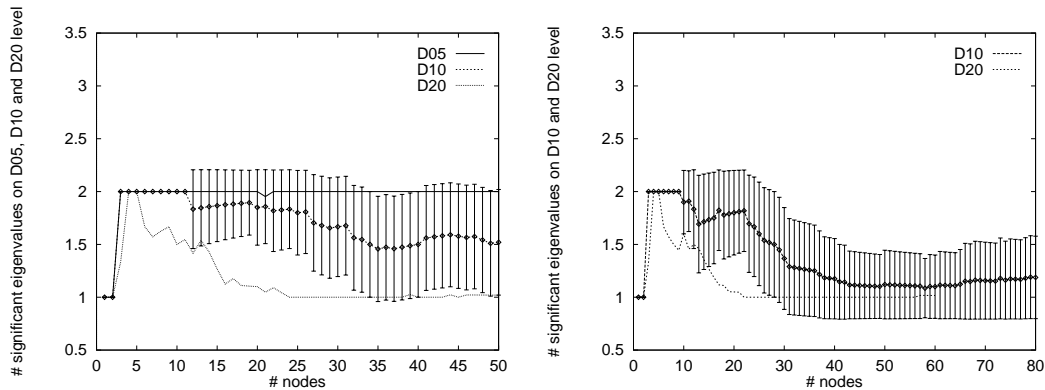 # significant eigenvalues on D05, D10 and D20 level
3.5
3
2.5
2
1.5
1
0.5
0 5 10 15 20 25 30 35 40 45 50
# nodes
D05
D10
D20
# significant eigenvalues on D10 and D20 level
3.5
3
2.5
2
1.5
1
0.5
0 10 20 30 40 50 60 70 80
# nodes
D10
D20